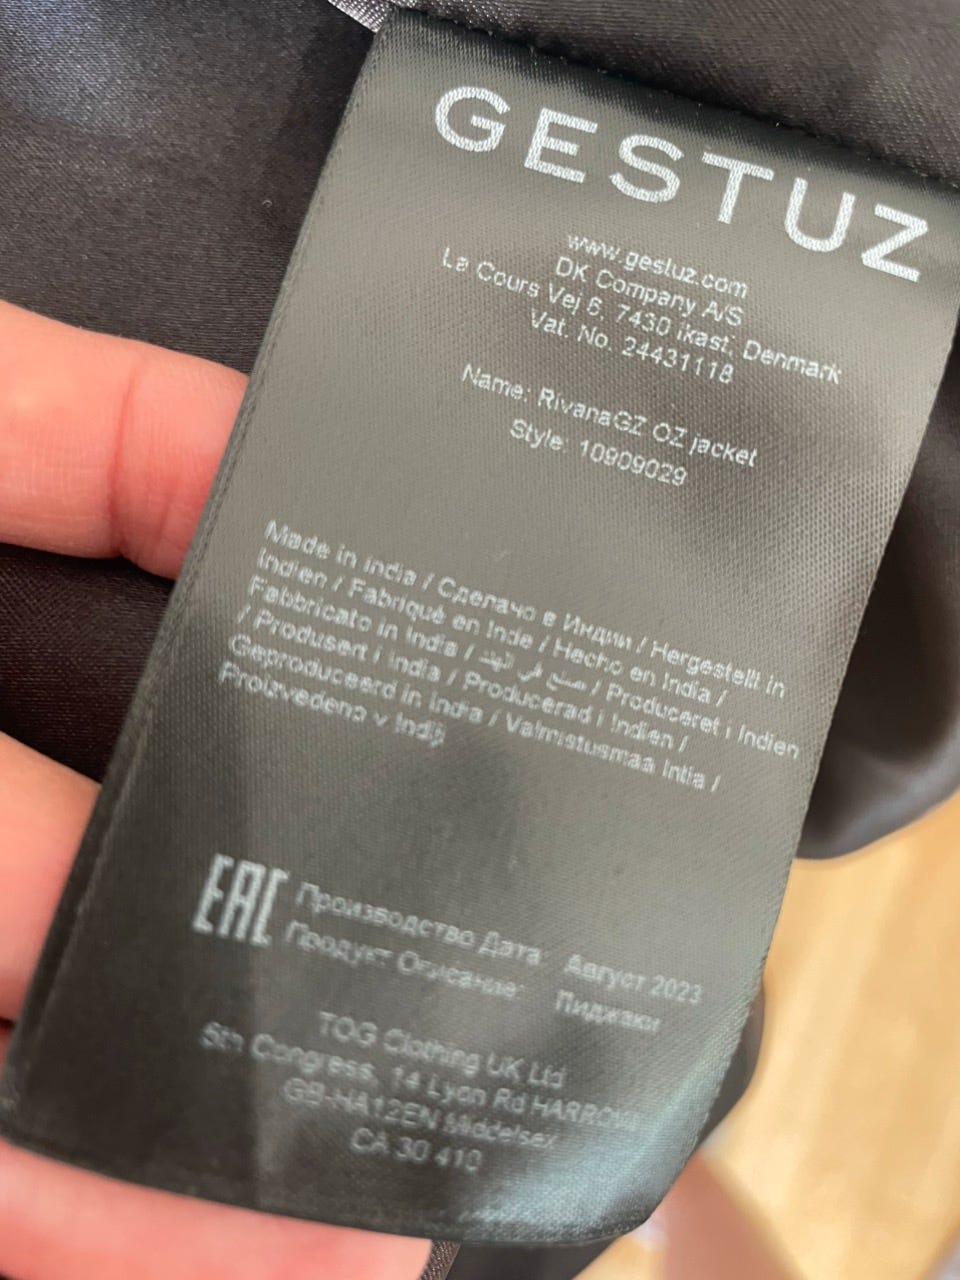 GESTUZ
www.gestuz.com
DK Company A/S
La Cours Vej 6, 7430 Ikast, Denmark
Vat. No. 24431118
Name: RivanaGZ OZ jacket
Style: 10909029
Made in India / Сделано в Индии / Hergestellt in
Indien / Fabriqué en Inde / Hecho en India /
Fabbricato in India / صنع في الهند / Produceret i Indien
/ Produsert i India / Producerad i Indien /
Geproduceerd in India / Valmistusmaa Intia /
Proizvedeno v Indiji
EAC Производство Дата: Август 2023
Продукт Описание: Пиджаки
TOG Clothing UK Ltd
5th Congress, 14 Lyon Rd HARROW
GB-HA12EN Middelsex
CA 30 410